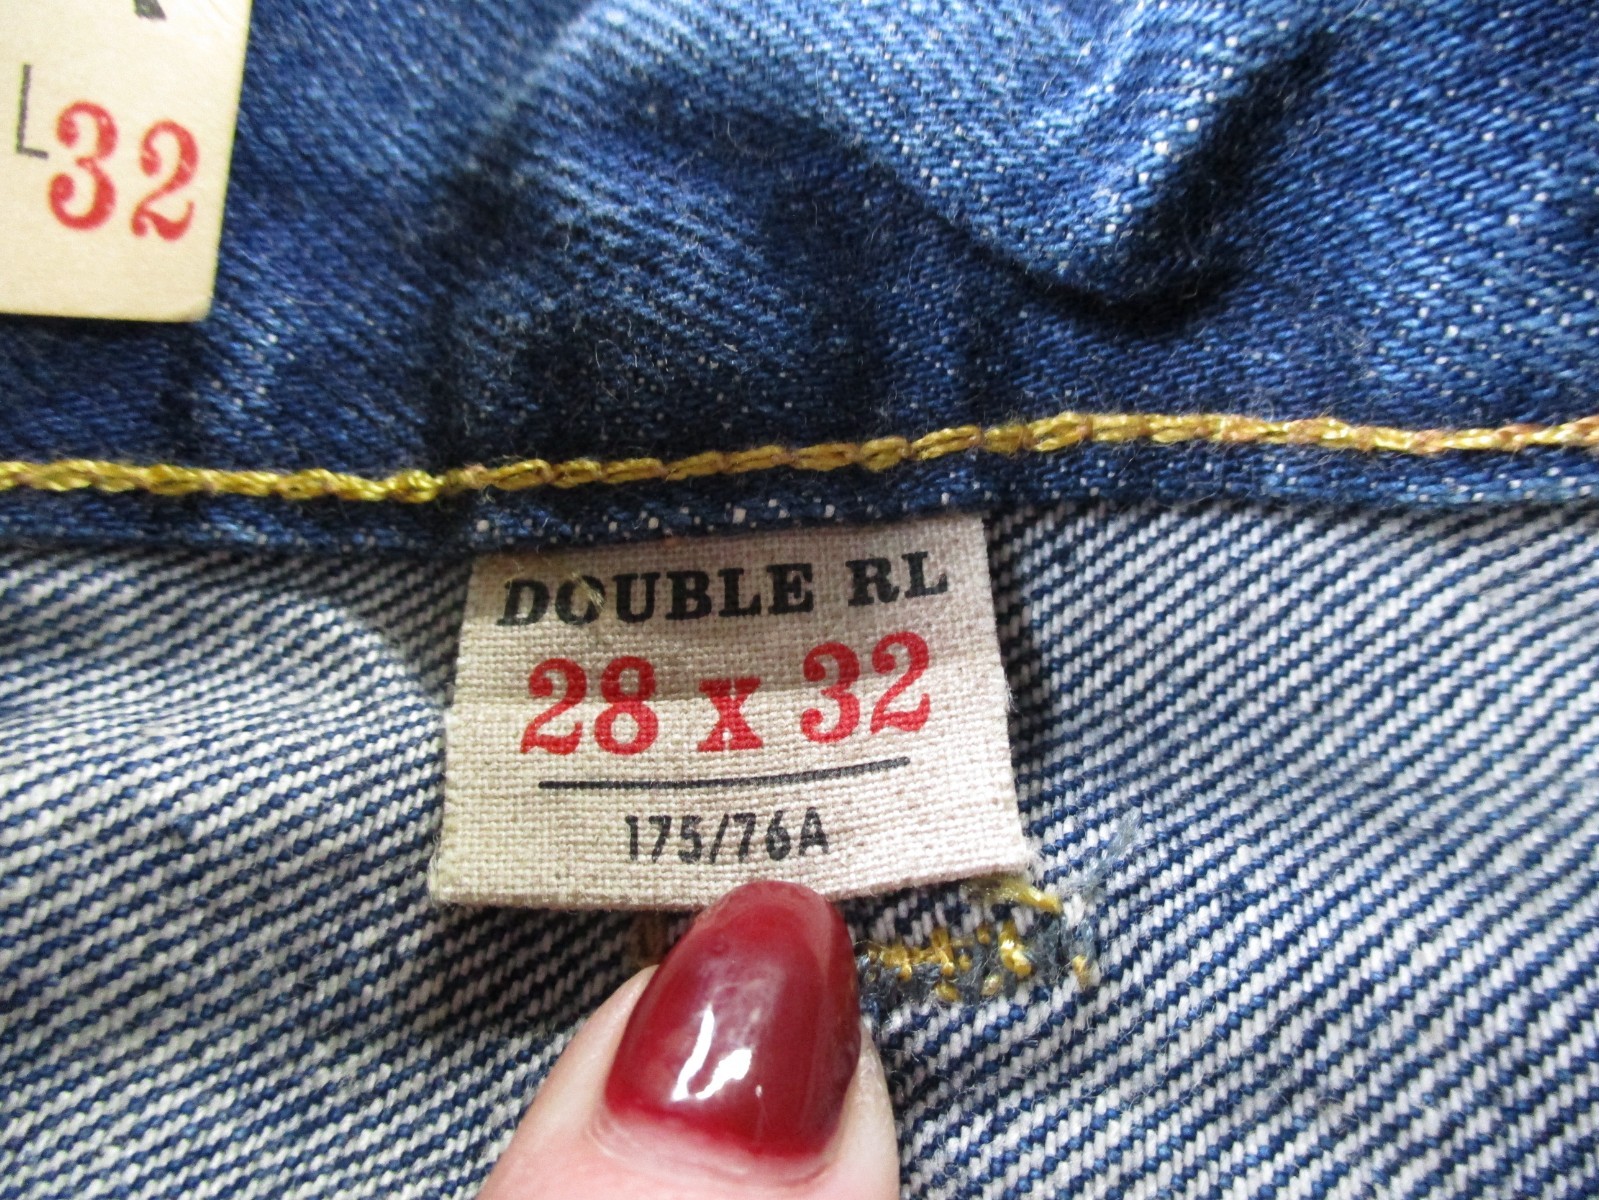 L32
DOUBLE RL
28 x 32
175/76A